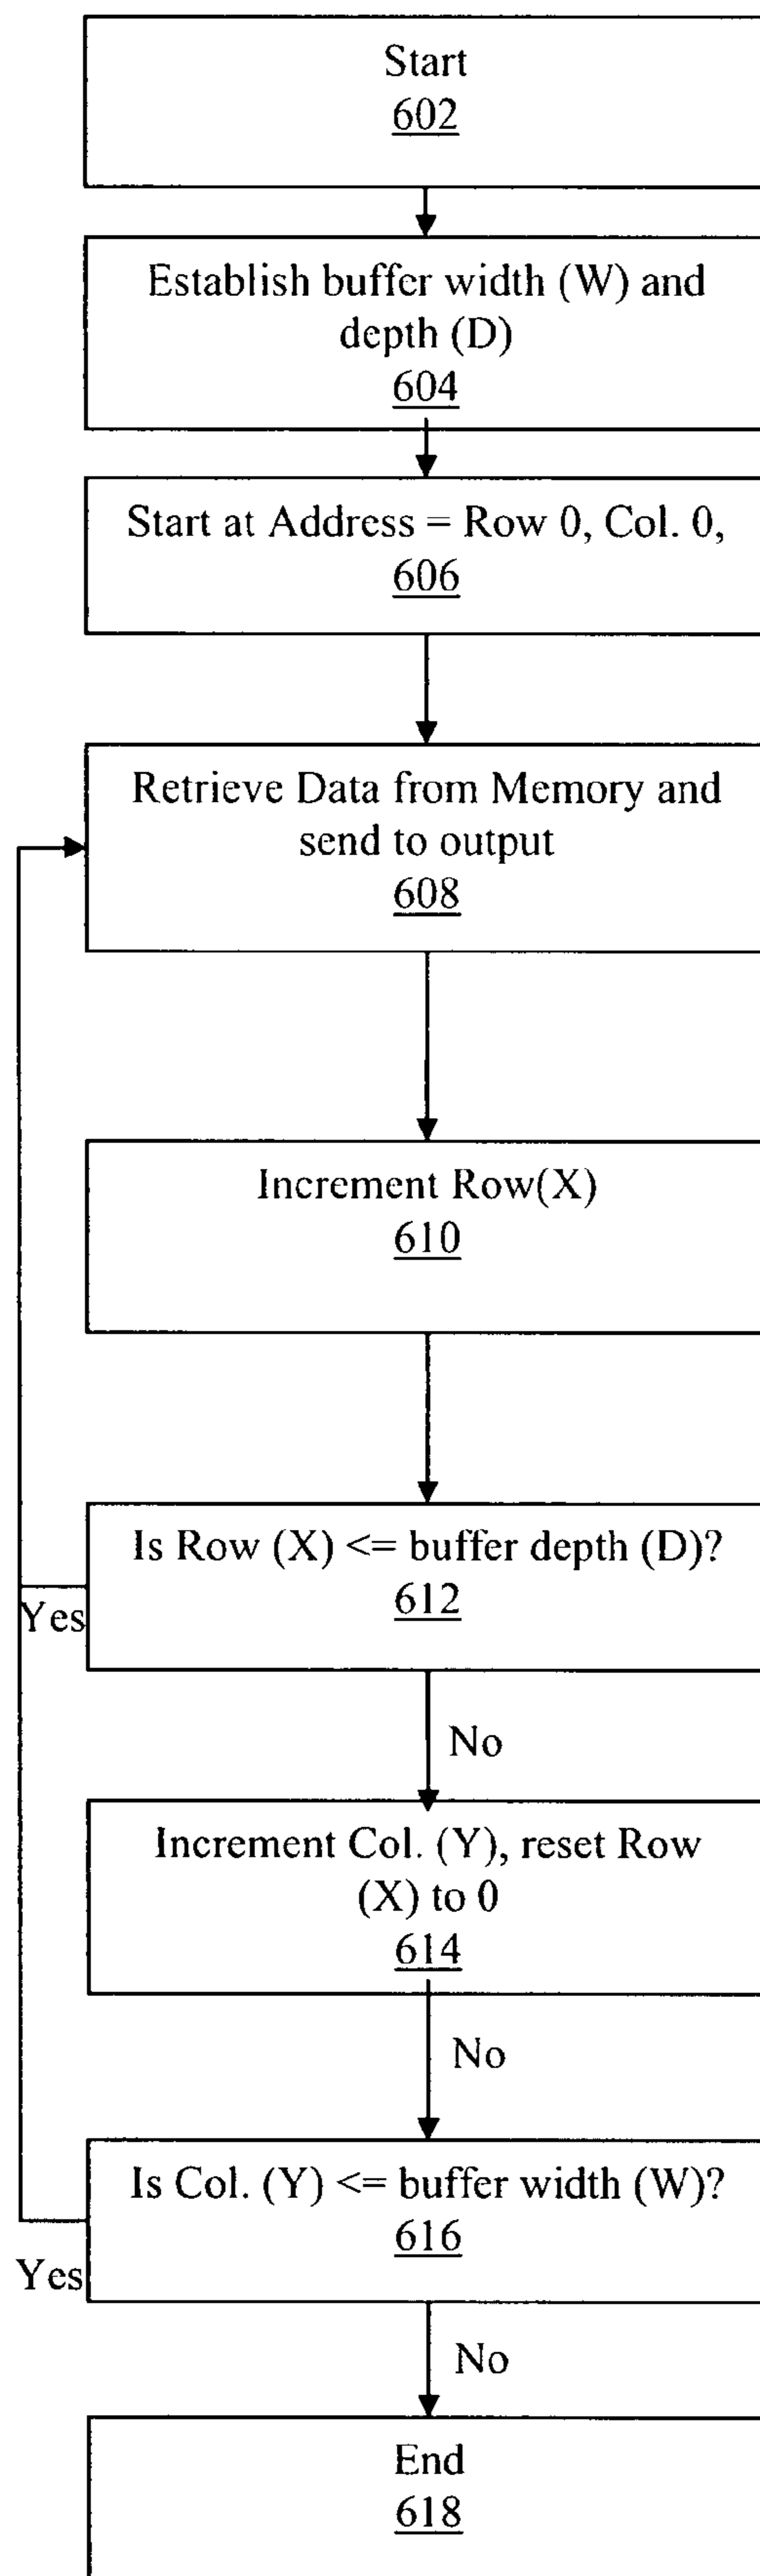 Start
602
Establish buffer width (W) and
depth (D)
604
Start at Address = Row 0, Col. 0,
606
Retrieve Data from Memory and
send to output
608
Increment Row(X)
610
Is Row (X) <= buffer depth (D)?
612
Yes
No
Increment Col. (Y), reset Row
(X) to 0
614
No
Is Col. (Y) <= buffer width (W)?
616
Yes
No
End
618